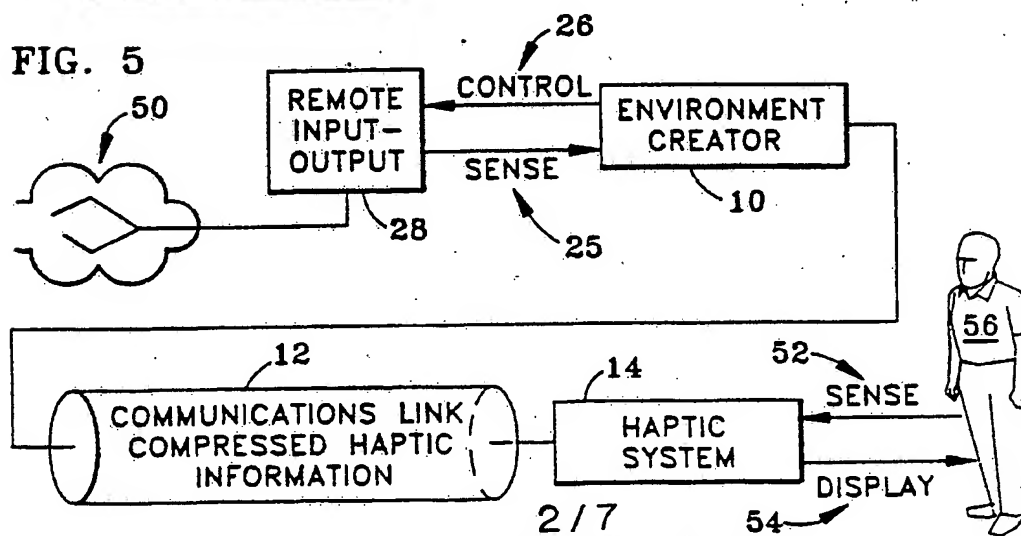 FIG. 5
50
REMOTE
INPUT-
OUTPUT
28
26
CONTROL
SENSE
25
ENVIRONMENT
CREATOR
10
56
12
COMMUNICATIONS LINK
COMPRESSED HAPTIC
INFORMATION
14
HAPTIC
SYSTEM
52
SENSE
DISPLAY
54
2/7